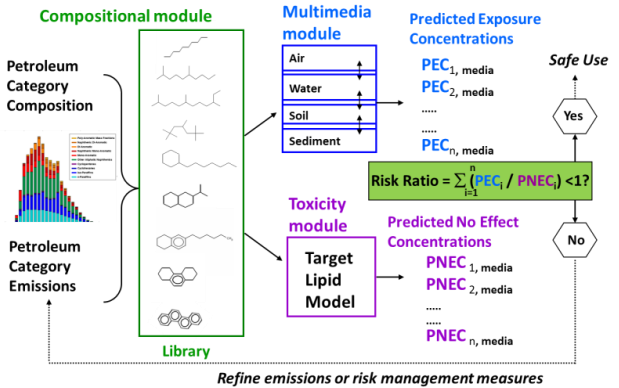 Compositional module
Multimedia
module
Predicted Exposure
Concentrations
Petroleum
Category
Composition
Air
Water
Soil
Sediment
PEC1, media
PEC2, media
.....
.....
PECn, media
Safe Use
Yes
Risk Ratio = n∑i=1 (PECi / PNECi) <1?
No
Petroleum
Category
Emissions
Toxicity
module
Target
Lipid
Model
Predicted No Effect
Concentrations
PNEC 1, media
PNEC 2, media
.....
.....
PNEC n, media
Library
Refine emissions or risk management measures